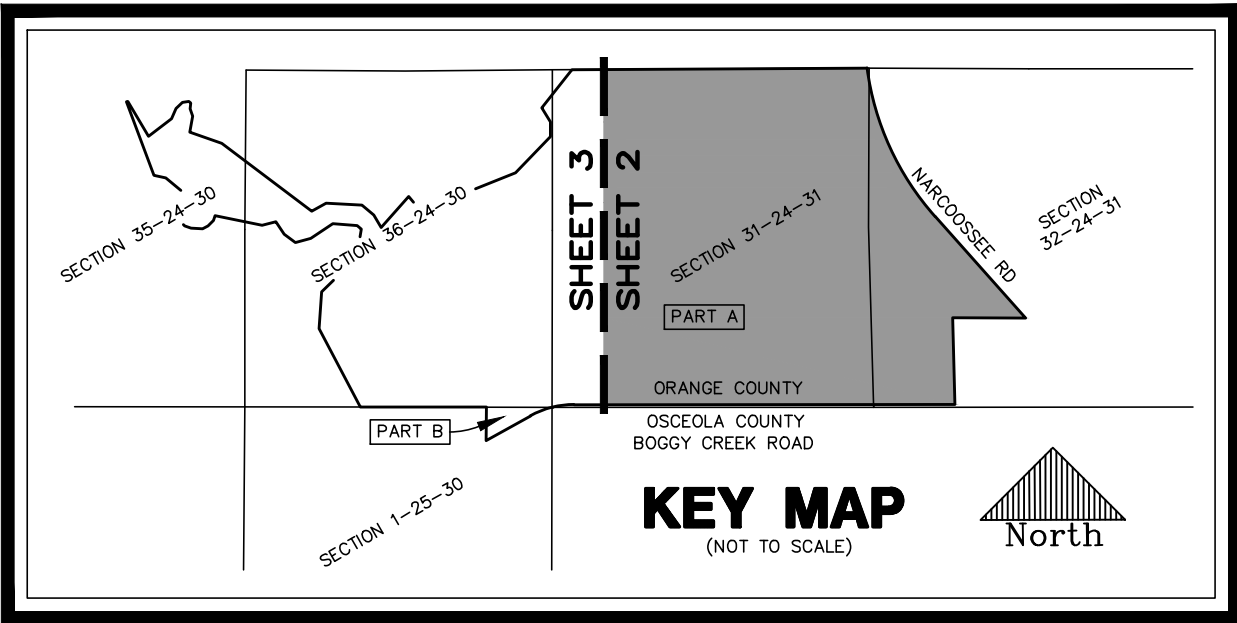 SECTION 35-24-30
SECTION 36-24-30
SHEET 3
SHEET 2
SECTION 31-24-31
NARCOOSSEE RD
SECTION
32-24-31
PART A
ORANGE COUNTY
OSCEOLA COUNTY
BOGGY CREEK ROAD
PART B
SECTION 1-25-30
KEY MAP
(NOT TO SCALE)
North